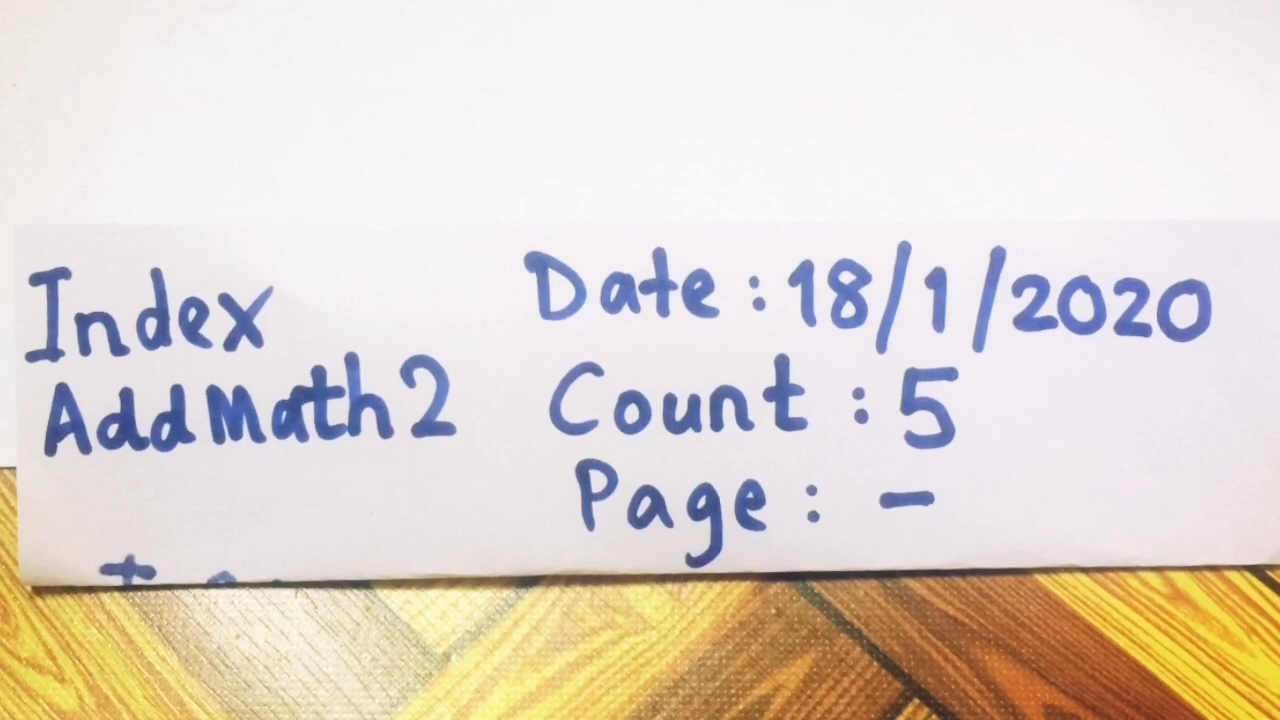 Index Date : 18/1/2020
AddMath2 Count : 5
Page : -